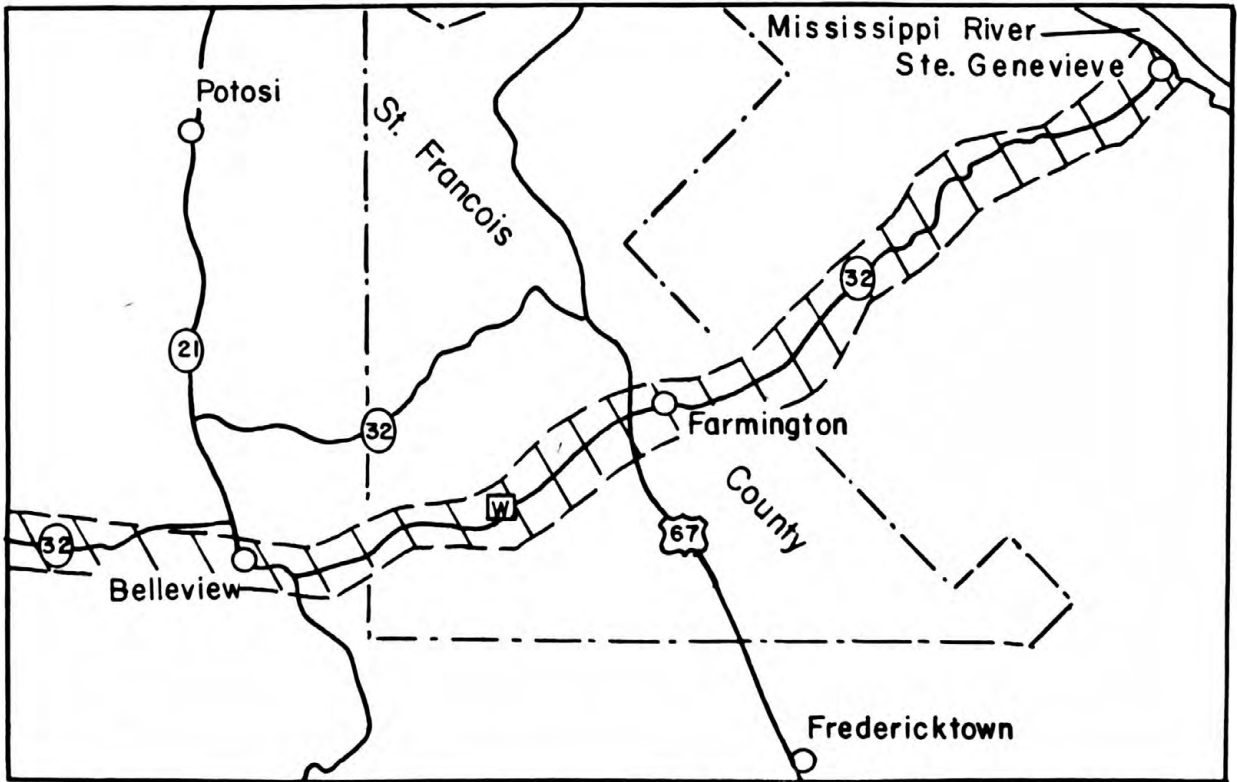 Mississippi River
Ste. Genevieve
Potosi
St. Francois
32
21
32
Farmington
W
County
67
32
Belleview
Fredericktown